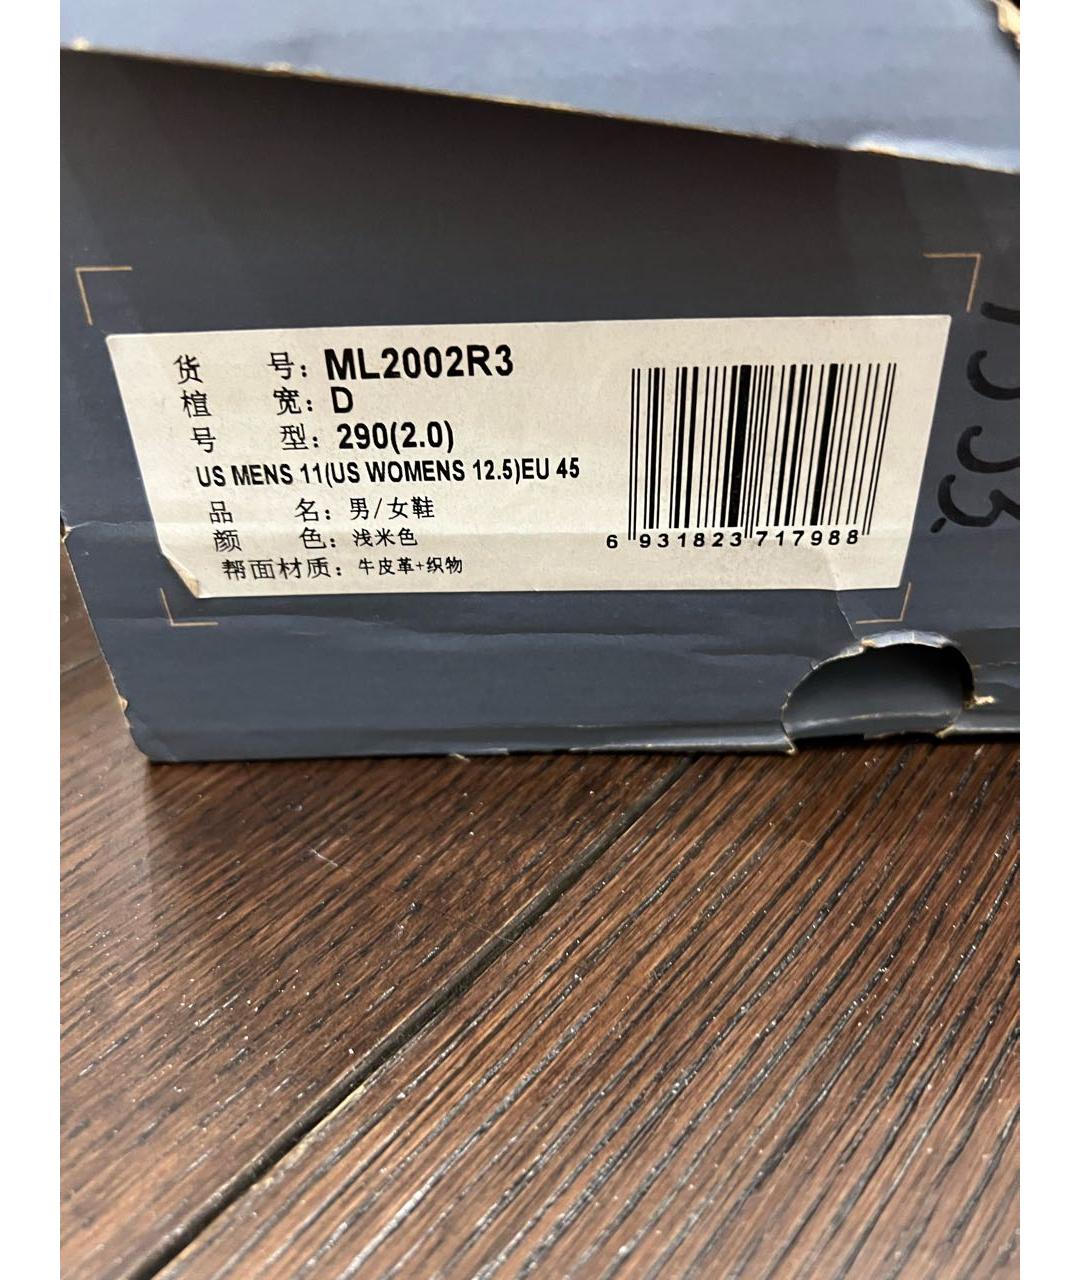 货 号：ML2002R3
楦 宽：D
号 型：290(2.0)
US MENS 11(US WOMENS 12.5)EU 45
品 名：男/女鞋
颜 色：浅米色
帮面材质：牛皮革+织物
6 931823 717988